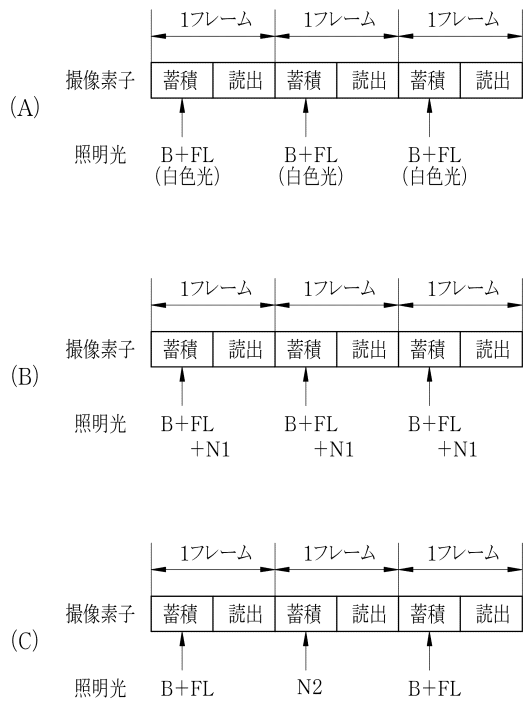 1フレーム 1フレーム 1フレーム
撮像素子 蓄積 読出 蓄積 読出 蓄積 読出
(A)
照明光 B+FL B+FL B+FL
(白色光) (白色光) (白色光)
1フレーム 1フレーム 1フレーム
撮像素子 蓄積 読出 蓄積 読出 蓄積 読出
(B)
照明光 B+FL B+FL B+FL
+N1 +N1 +N1
1フレーム 1フレーム 1フレーム
撮像素子 蓄積 読出 蓄積 読出 蓄積 読出
(C)
照明光 B+FL N2 B+FL